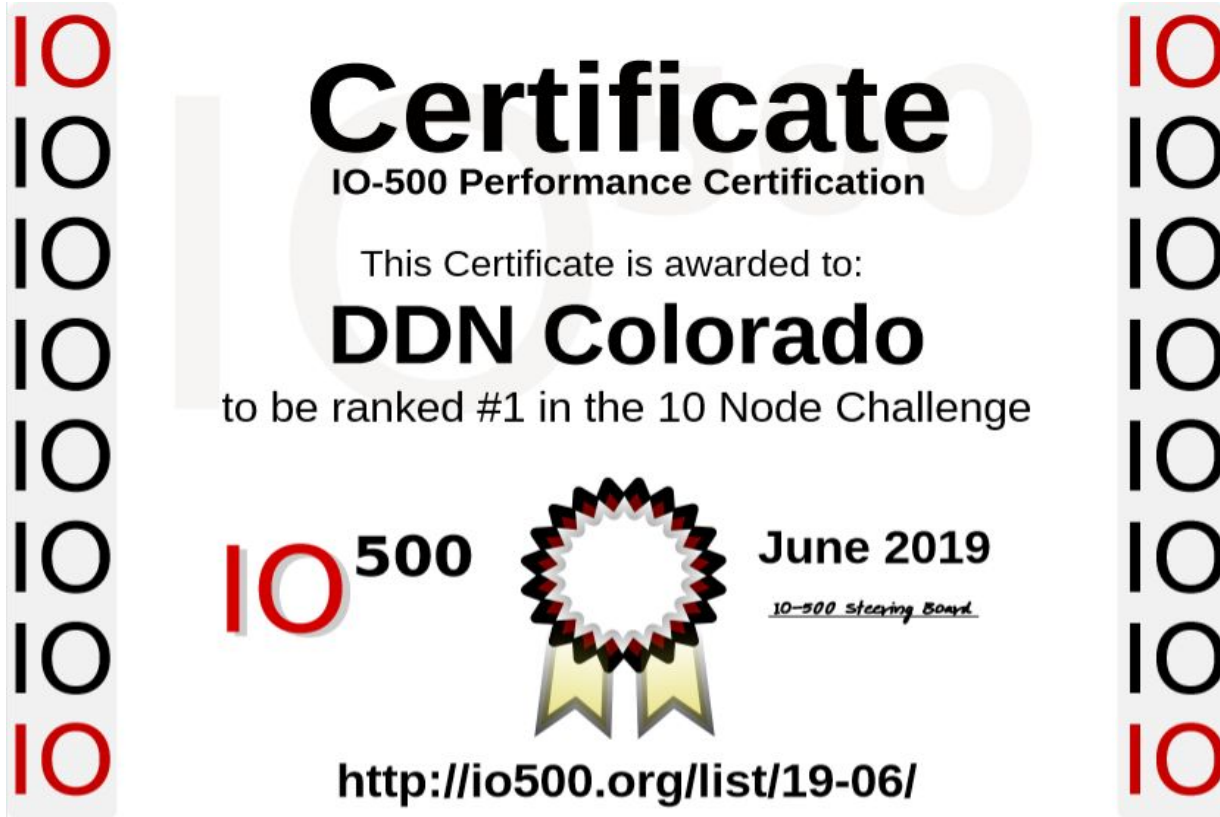 IO
IO
IO
IO
IO
IO
IO
IO
IO500
Certificate
IO-500 Performance Certification
This Certificate is awarded to:
DDN Colorado
to be ranked #1 in the 10 Node Challenge
IO500
June 2019
IO-500 Steering Board
http://io500.org/list/19-06/
IO
IO
IO
IO
IO
IO
IO
IO